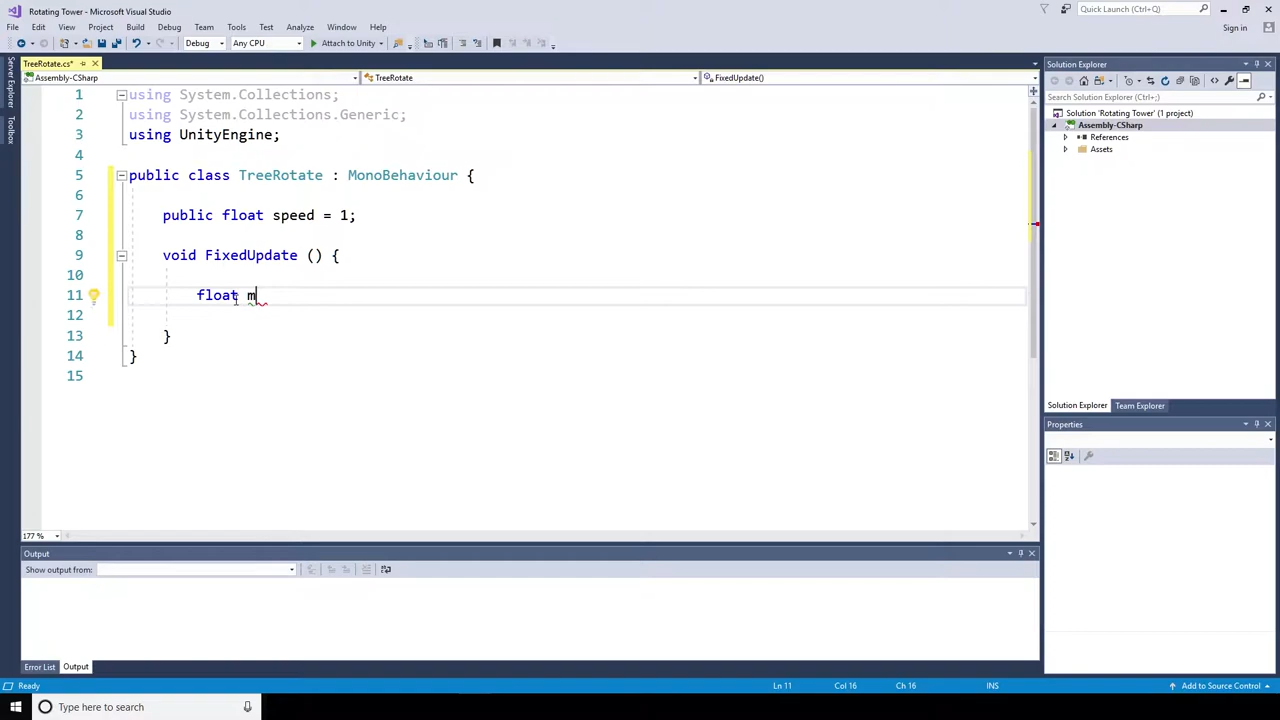 Rotating Tower - Microsoft Visual Studio
Quick Launch (Ctrl+Q)
File Edit View Project Build Debug Team Tools Test Analyze Window Help
Sign in
Debug Any CPU Attach to Unity
Server Explorer
Toolbox
TreeRotate.cs*
Assembly-CSharp TreeRotate FixedUpdate()
1 using System.Collections;
2 using System.Collections.Generic;
3 using UnityEngine;
4
5 public class TreeRotate : MonoBehaviour {
6
7 public float speed = 1;
8
9 void FixedUpdate () {
10
11 float m
12
13 }
14 }
15
177 %
Solution Explorer
Search Solution Explorer (Ctrl+;)
Solution 'Rotating Tower' (1 project)
Assembly-CSharp
References
Assets
Solution Explorer Team Explorer
Properties
Output
Show output from:
Error List Output
Ready Ln 11 Col 16 Ch 16 INS Add to Source Control
Type here to search